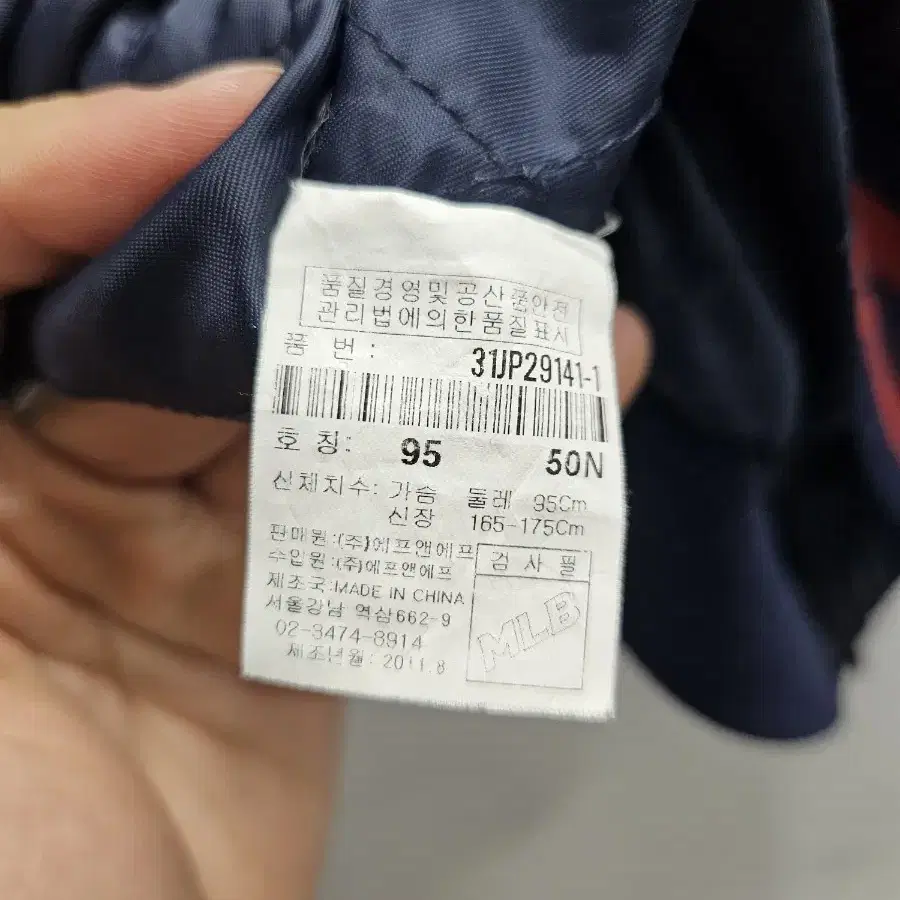 품질경영및공산품안전
관리법에의한품질표시
품 번 : 31JP29141-1
호 칭: 95 50N
신체치수: 가슴 둘레 95Cm
신장 165-175Cm
판매원:(주)에프앤에프
수입원:(주)에프앤에프
제조국:MADE IN CHINA
서울강남 역삼662-9
02-3474-8914
제조년월: 2011.8
검 사 필
MLB